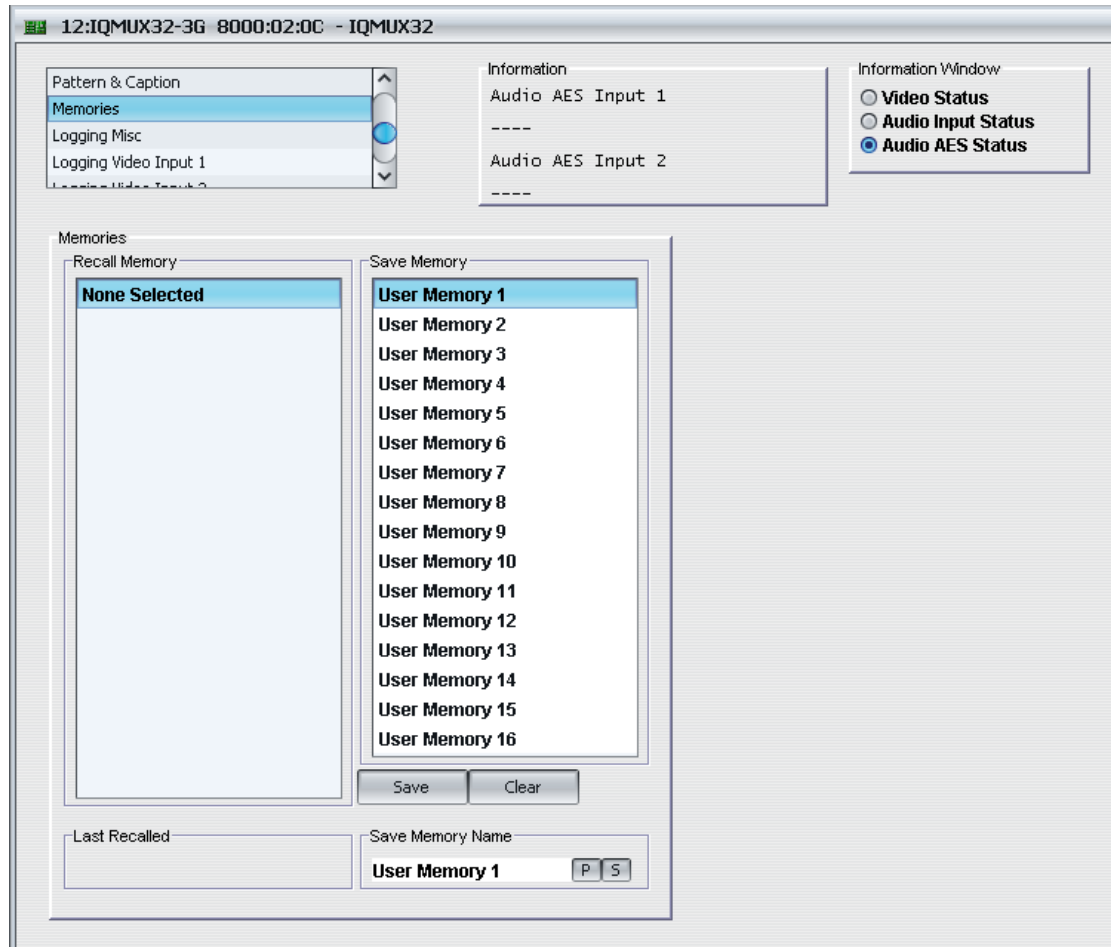 12:IQMUX32-3G 8000:02:0C - IQMUX32
Pattern & Caption
Memories
Logging Misc
Logging Video Input 1
Logging Video Input 2
Information
Audio AES Input 1
----
Audio AES Input 2
----
Information Window
Video Status
Audio Input Status
Audio AES Status
Memories
Recall Memory
None Selected
Save Memory
User Memory 1
User Memory 2
User Memory 3
User Memory 4
User Memory 5
User Memory 6
User Memory 7
User Memory 8
User Memory 9
User Memory 10
User Memory 11
User Memory 12
User Memory 13
User Memory 14
User Memory 15
User Memory 16
Save
Clear
Last Recalled
Save Memory Name
User Memory 1
P
S